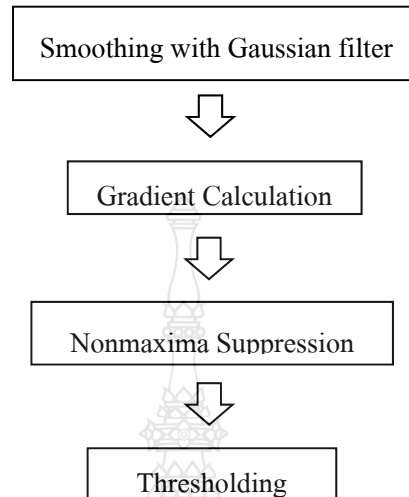 Smoothing with Gaussian filter
Gradient Calculation
Nonmaxima Suppression
Thresholding